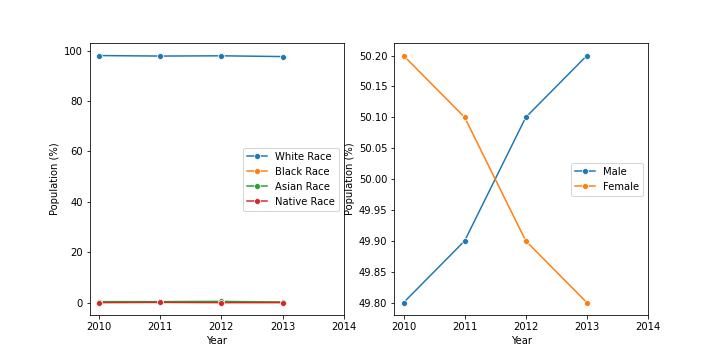 100
80
60
40
20
0
Population (%)
2010 2011 2012 2013 2014
Year
White Race
Black Race
Asian Race
Native Race
50.20
50.15
50.10
50.05
50.00
49.95
49.90
49.85
49.80
Population (%)
2010 2011 2012 2013 2014
Year
Male
Female